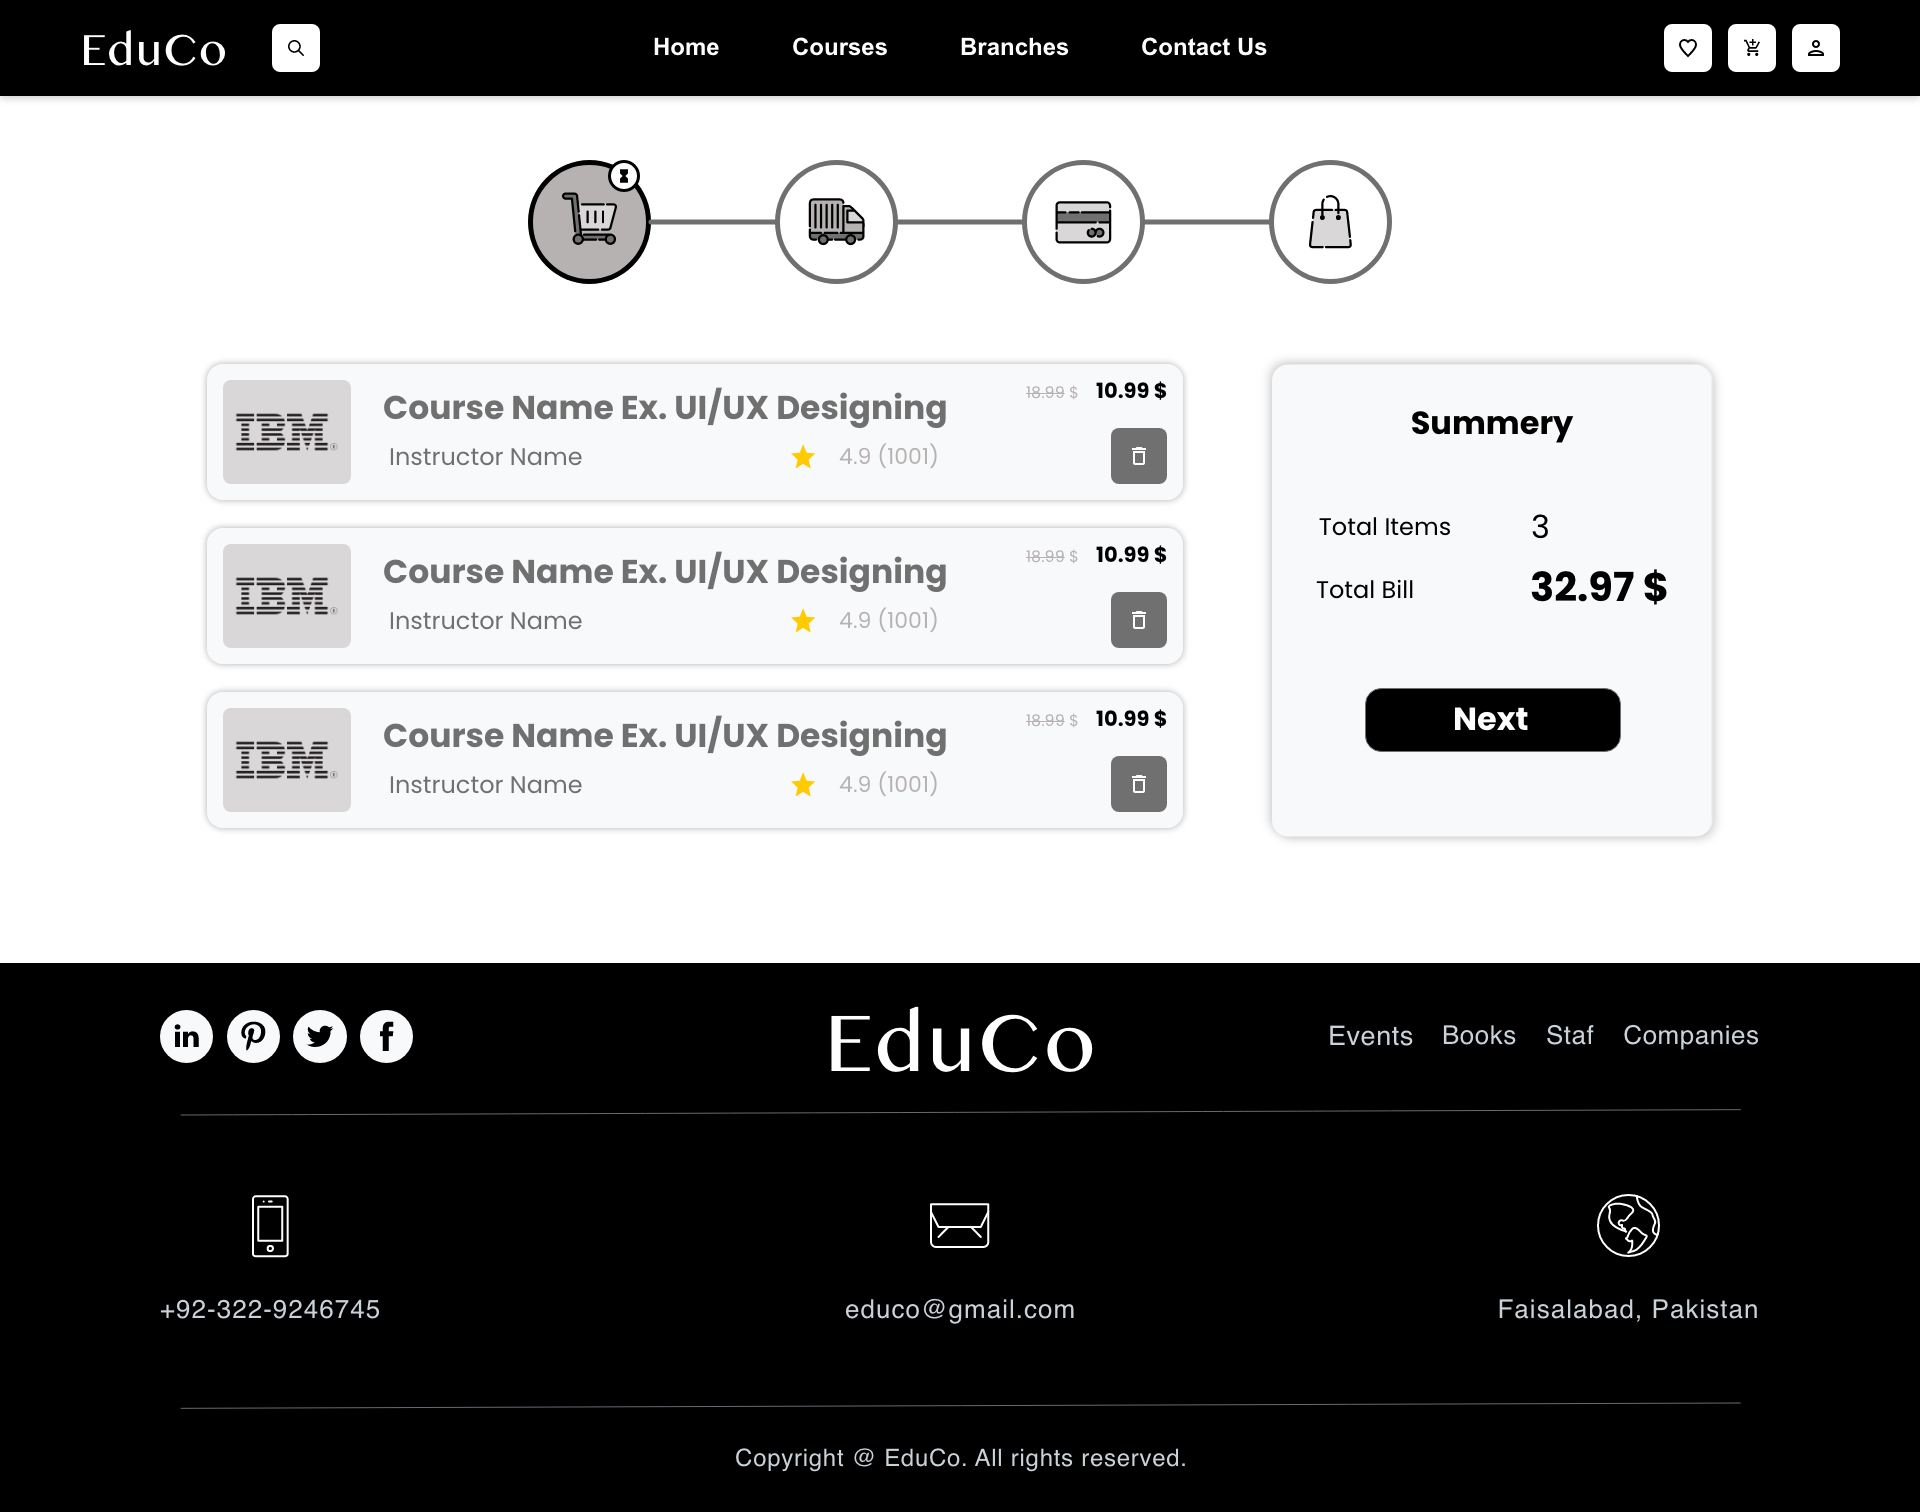 EduCo
Home Courses Branches Contact Us
IBM®
Course Name Ex. UI/UX Designing
18.99 $ 10.99 $
Instructor Name
4.9 (1001)
IBM®
Course Name Ex. UI/UX Designing
18.99 $ 10.99 $
Instructor Name
4.9 (1001)
IBM®
Course Name Ex. UI/UX Designing
18.99 $ 10.99 $
Instructor Name
4.9 (1001)
Summery
Total Items 3
Total Bill 32.97 $
Next
in
EduCo
Events Books Staf Companies
+92-322-9246745
educo@gmail.com
Faisalabad, Pakistan
Copyright @ EduCo. All rights reserved.